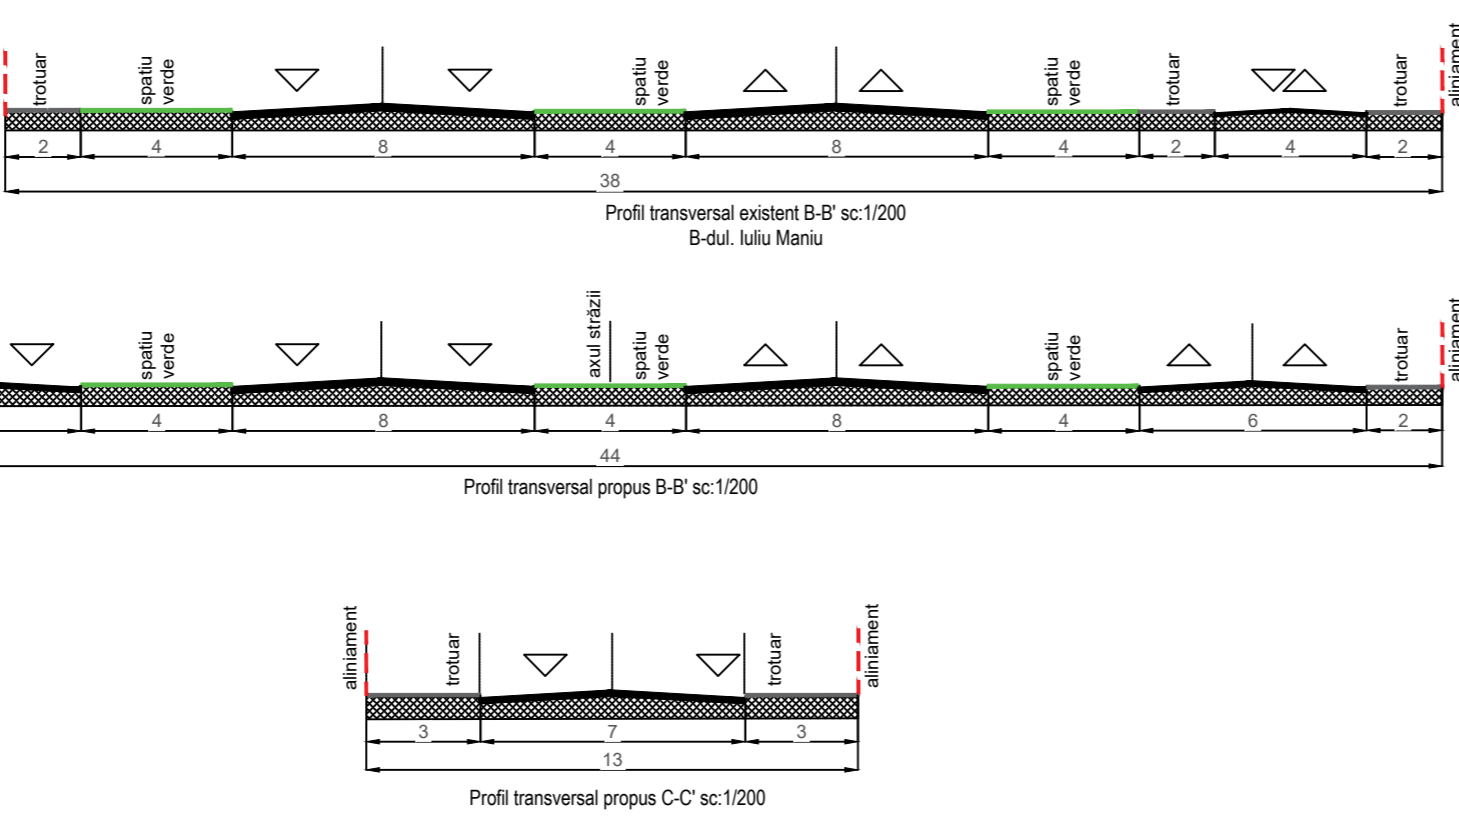 trotuar
spatiu
verde
spatiu
verde
spatiu
verde
trotuar
trotuar
aliniament
2
4
8
4
8
4
2
4
2
38
Profil transversal existent B-B' sc:1/200
B-dul. Iuliu Maniu
spatiu
verde
axul străzii
spatiu
verde
spatiu
verde
trotuar
aliniament
4
8
4
8
4
6
2
44
Profil transversal propus B-B' sc:1/200
aliniament
trotuar
trotuar
aliniament
3
7
3
13
Profil transversal propus C-C' sc:1/200